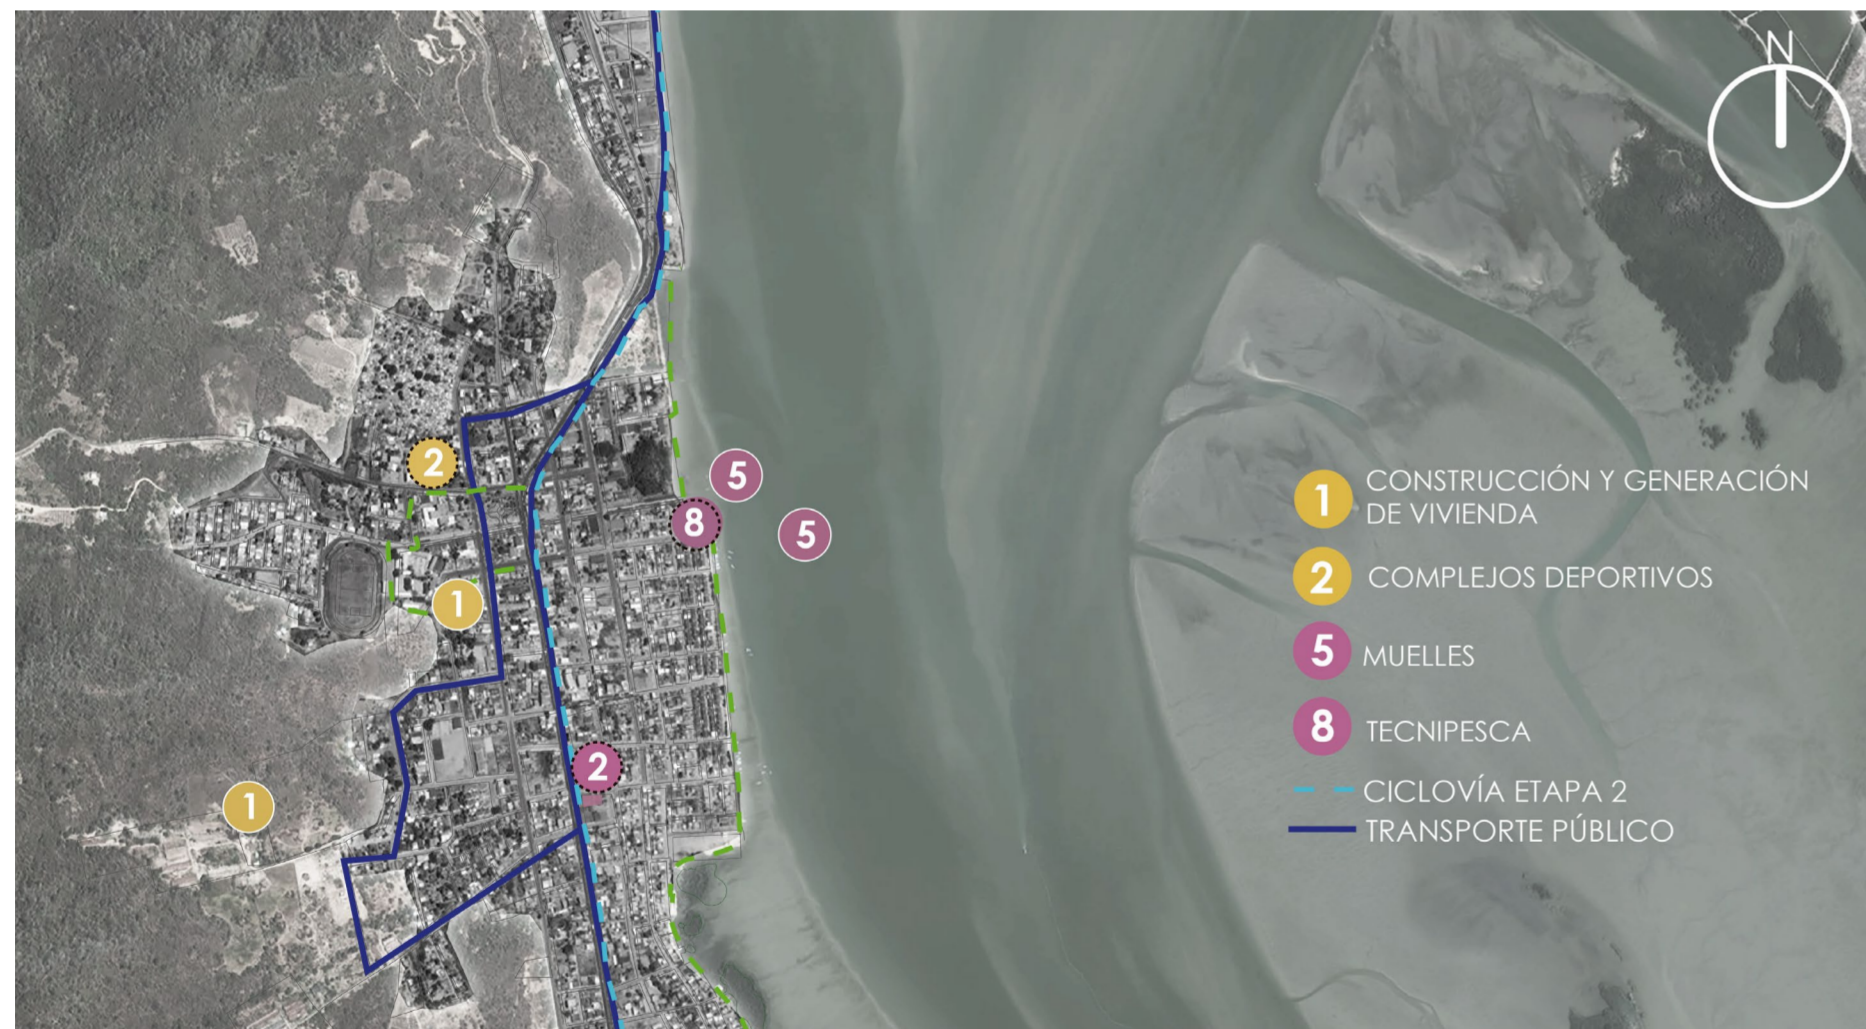 N
2
5
8
5
1
2
1
1 CONSTRUCCIÓN Y GENERACIÓN
DE VIVIENDA
2 COMPLEJOS DEPORTIVOS
5 MUELLES
8 TECNIPESCA
CICLOVÍA ETAPA 2
TRANSPORTE PÚBLICO